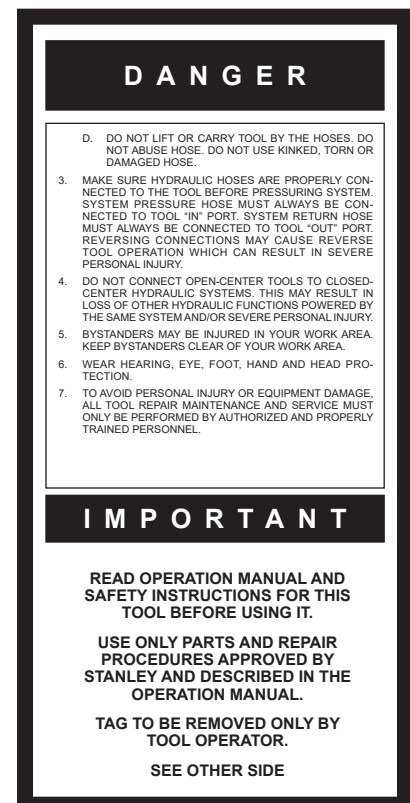 DANGER
D. DO NOT LIFT OR CARRY TOOL BY THE HOSES. DO
NOT ABUSE HOSE. DO NOT USE KINKED, TORN OR
DAMAGED HOSE.
3. MAKE SURE HYDRAULIC HOSES ARE PROPERLY CON-
NECTED TO THE TOOL BEFORE PRESSURING SYSTEM.
SYSTEM PRESSURE HOSE MUST ALWAYS BE CON-
NECTED TO TOOL “IN” PORT. SYSTEM RETURN HOSE
MUST ALWAYS BE CONNECTED TO TOOL “OUT” PORT.
REVERSING CONNECTIONS MAY CAUSE REVERSE
TOOL OPERATION WHICH CAN RESULT IN SEVERE
PERSONAL INJURY.
4. DO NOT CONNECT OPEN-CENTER TOOLS TO CLOSED-
CENTER HYDRAULIC SYSTEMS. THIS MAY RESULT IN
LOSS OF OTHER HYDRAULIC FUNCTIONS POWERED BY
THE SAME SYSTEM AND/OR SEVERE PERSONAL INJURY.
5. BYSTANDERS MAY BE INJURED IN YOUR WORK AREA.
KEEP BYSTANDERS CLEAR OF YOUR WORK AREA.
6. WEAR HEARING, EYE, FOOT, HAND AND HEAD PRO-
TECTION.
7. TO AVOID PERSONAL INJURY OR EQUIPMENT DAMAGE,
ALL TOOL REPAIR MAINTENANCE AND SERVICE MUST
ONLY BE PERFORMED BY AUTHORIZED AND PROPERLY
TRAINED PERSONNEL.
IMPORTANT
READ OPERATION MANUAL AND
SAFETY INSTRUCTIONS FOR THIS
TOOL BEFORE USING IT.
USE ONLY PARTS AND REPAIR
PROCEDURES APPROVED BY
STANLEY AND DESCRIBED IN THE
OPERATION MANUAL.
TAG TO BE REMOVED ONLY BY
TOOL OPERATOR.
SEE OTHER SIDE